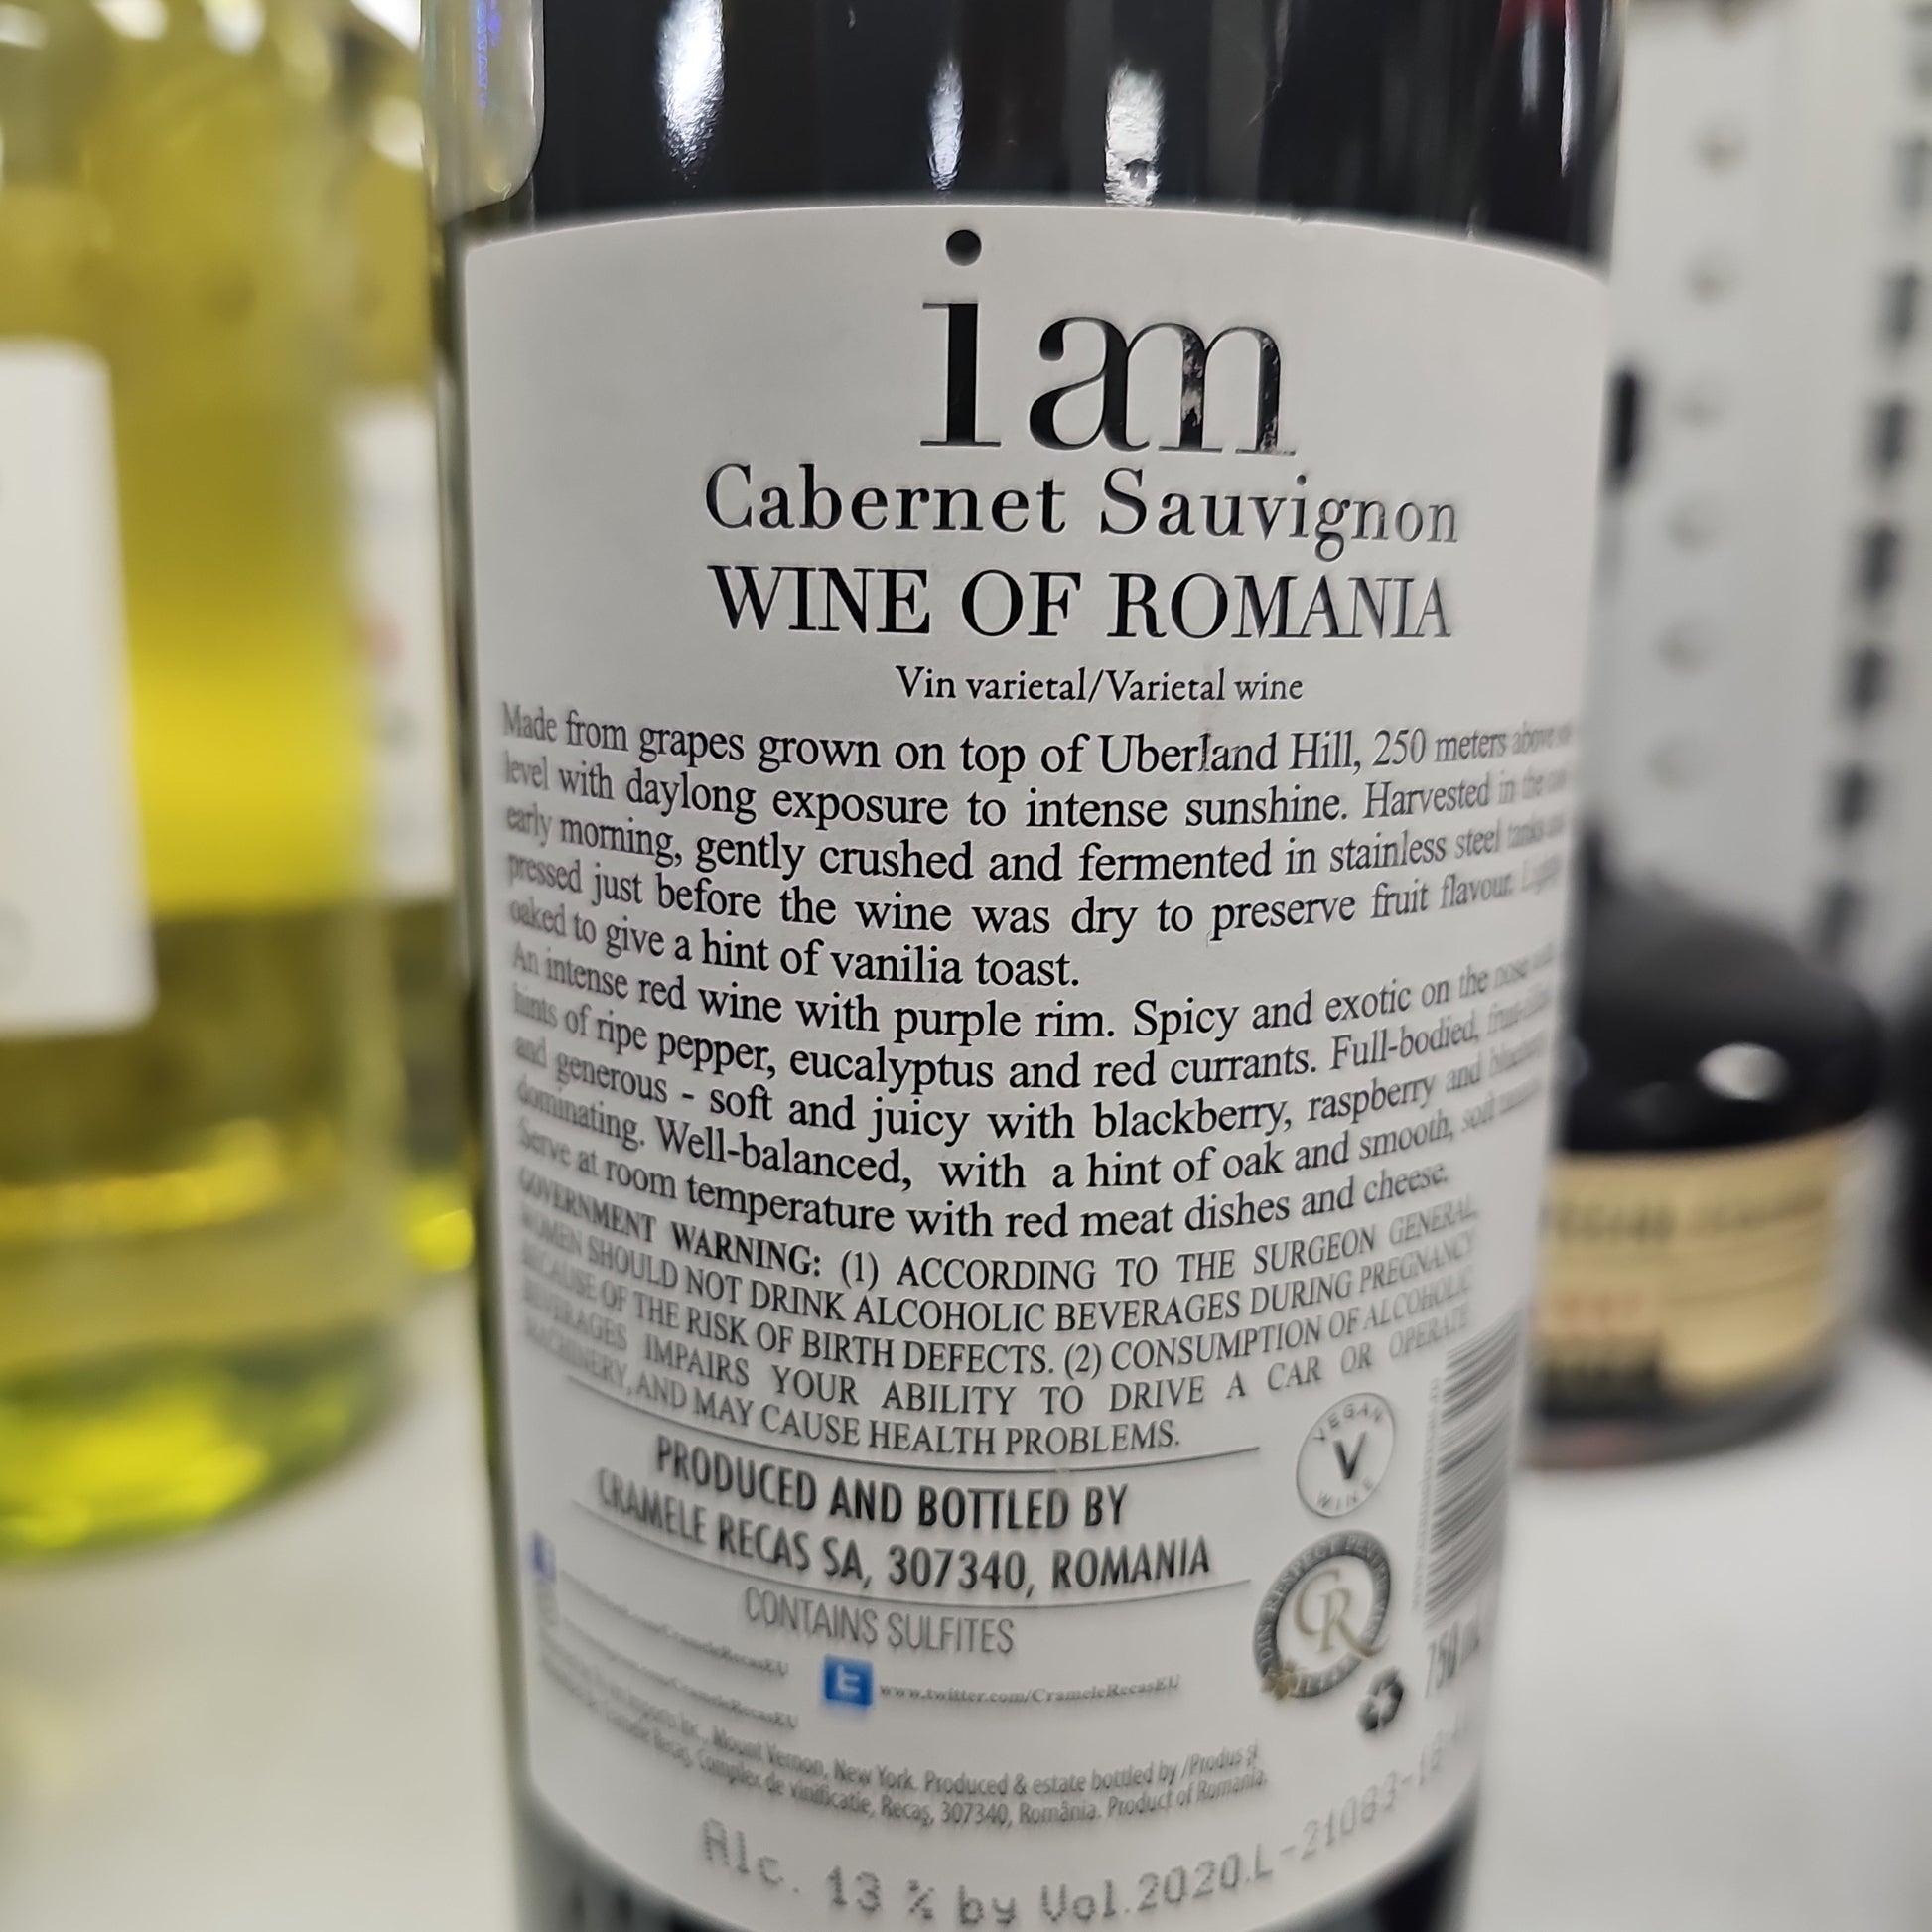 i am
Cabernet Sauvignon
WINE OF ROMANIA
Vin varietal/Varietal wine
Made from grapes grown on top of Uberland Hill, 250 meters above
level with daylong exposure to intense sunshine. Harvested in the
early morning, gently crushed and fermented in stainless steel tanks
pressed just before the wine was dry to preserve fruit flavour.
oaked to give a hint of vanilia toast.
An intense red wine with purple rim. Spicy and exotic on the nose
hints of ripe pepper, eucalyptus and red currants. Full-bodied,
and generous - soft and juicy with blackberry, raspberry and
dominating. Well-balanced, with a hint of oak and smooth,
Serve at room temperature with red meat dishes and cheese.
GOVERNMENT WARNING: (1) ACCORDING TO THE SURGEON GENERAL,
WOMEN SHOULD NOT DRINK ALCOHOLIC BEVERAGES DURING PREGNANCY
BECAUSE OF THE RISK OF BIRTH DEFECTS. (2) CONSUMPTION OF ALCOHOLIC
BEVERAGES IMPAIRS YOUR ABILITY TO DRIVE A CAR OR OPERATE
MACHINERY, AND MAY CAUSE HEALTH PROBLEMS.
VEGAN
V
WINE
PRODUCED AND BOTTLED BY
CRAMELE RECAS SA, 307340, ROMANIA
CONTAINS SULFITES
CR
www.twitter.com/CrameleRecasEU
750 mL
Mount Vernon, New York. Produced & estate bottled by /Produs și
Cramele Recaș, Complex de vinificatie, Recaș, 307340, România. Product of Romania.
Alc. 13 % by Vol.2020.L-21083